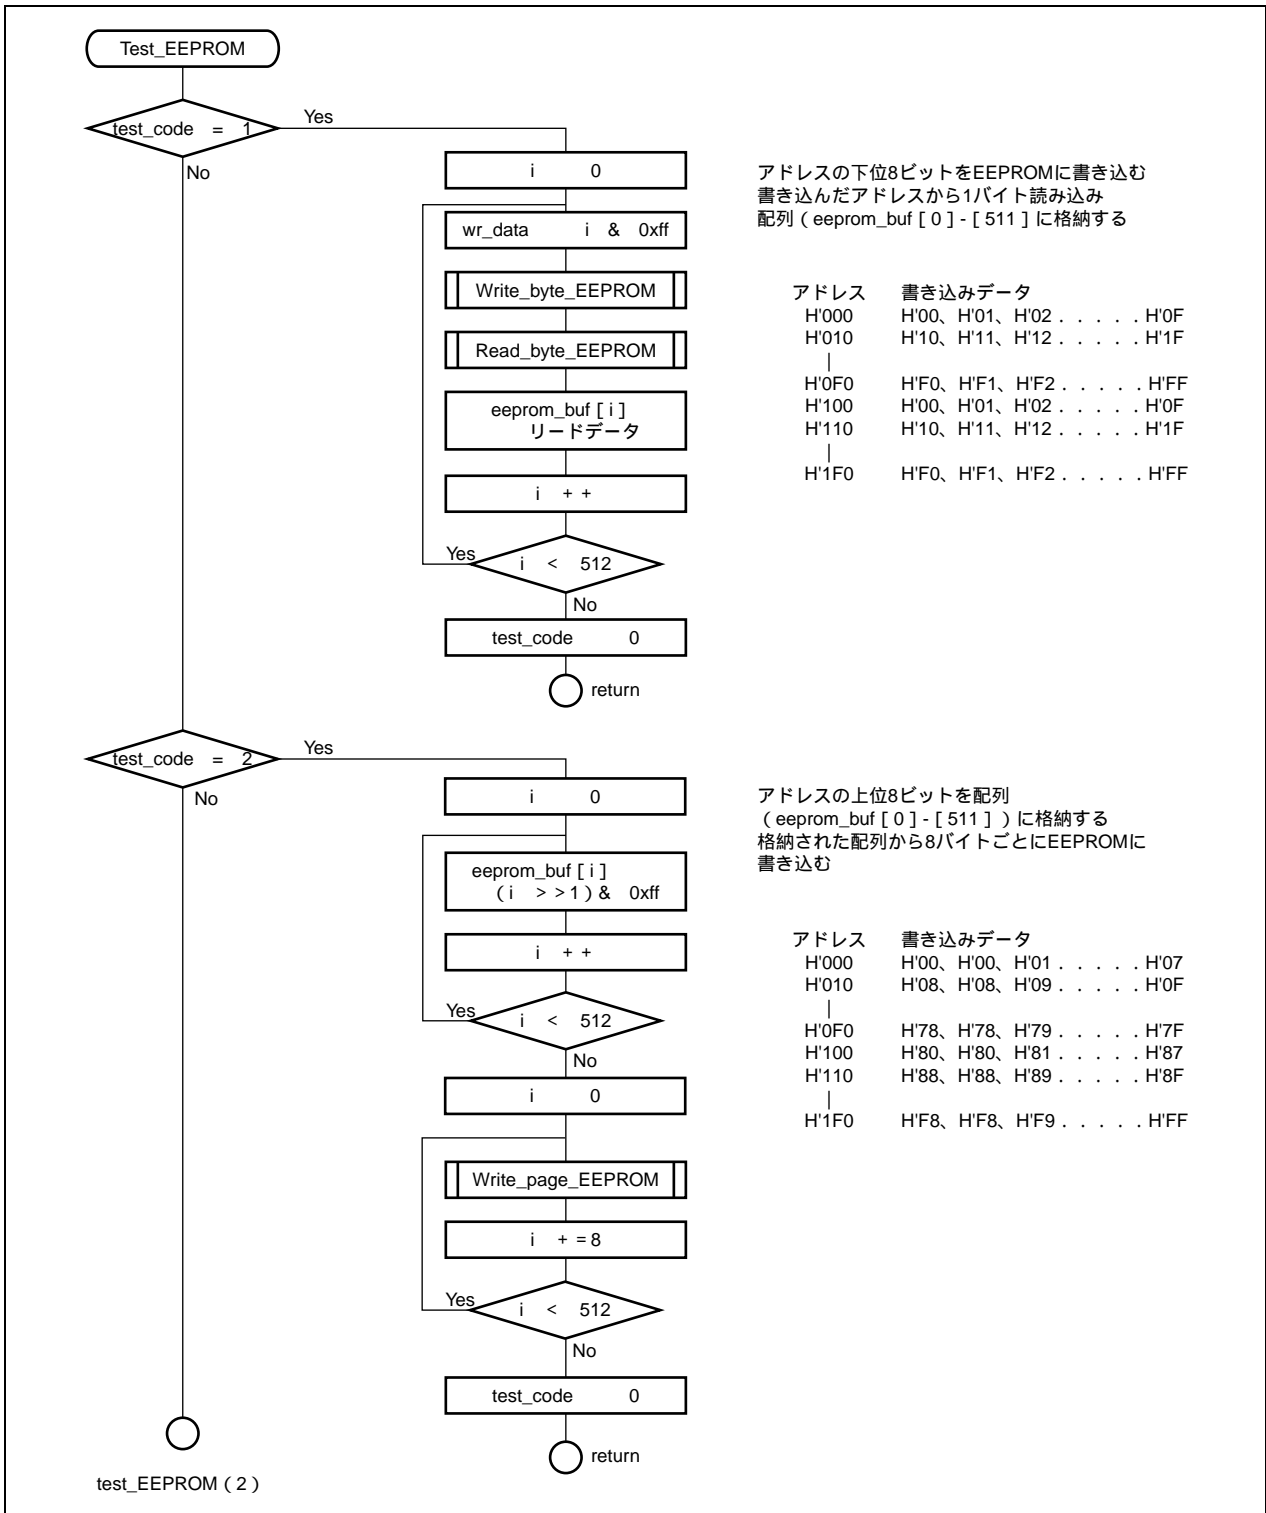 Test_EEPROM
test_code = 1
Yes
No
i 0
wr_data i & 0xff
Write_byte_EEPROM
Read_byte_EEPROM
eeprom_buf [ i ]
リードデータ
i + +
Yes
i < 512
No
test_code 0
return
アドレスの下位8ビットをEEPROMに書き込む
書き込んだアドレスから1バイト読み込み
配列 ( eeprom_buf [ 0 ] - [ 511 ] に格納する
アドレス 書き込みデータ
H'000 H'00、H'01、H'02 . . . . . H'0F
H'010 H'10、H'11、H'12 . . . . . H'1F
|
H'0F0 H'F0、H'F1、H'F2 . . . . . H'FF
H'100 H'00、H'01、H'02 . . . . . H'0F
H'110 H'10、H'11、H'12 . . . . . H'1F
|
H'1F0 H'F0、H'F1、H'F2 . . . . . H'FF
test_code = 2
Yes
No
i 0
eeprom_buf [ i ]
( i > > 1 ) & 0xff
i + +
Yes
i < 512
No
i 0
Write_page_EEPROM
i + = 8
Yes
i < 512
No
test_code 0
return
アドレスの上位8ビットを配列
( eeprom_buf [ 0 ] - [ 511 ] ) に格納する
格納された配列から8バイトごとにEEPROMに
書き込む
アドレス 書き込みデータ
H'000 H'00、H'00、H'01 . . . . . H'07
H'010 H'08、H'08、H'09 . . . . . H'0F
|
H'0F0 H'78、H'78、H'79 . . . . . H'7F
H'100 H'80、H'80、H'81 . . . . . H'87
H'110 H'88、H'88、H'89 . . . . . H'8F
|
H'1F0 H'F8、H'F8、H'F9 . . . . . H'FF
test_EEPROM ( 2 )